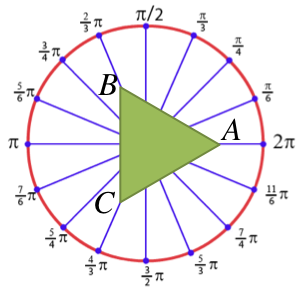 π/2
2/3 π
π/3
3/4 π
π/4
B
5/6 π
π/6
A
π
2π
C
7/6 π
11/6 π
5/4 π
7/4 π
4/3 π
5/3 π
3/2 π